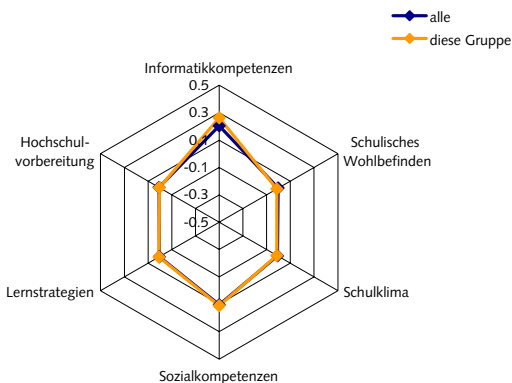 alle
diese Gruppe
Informatikkompetenzen
0.5
0.3
0.1
-0.1
-0.3
-0.5
Hochschul-
vorbereitung
Schulisches
Wohlbefinden
Lernstrategien
Schulklima
Sozialkompetenzen